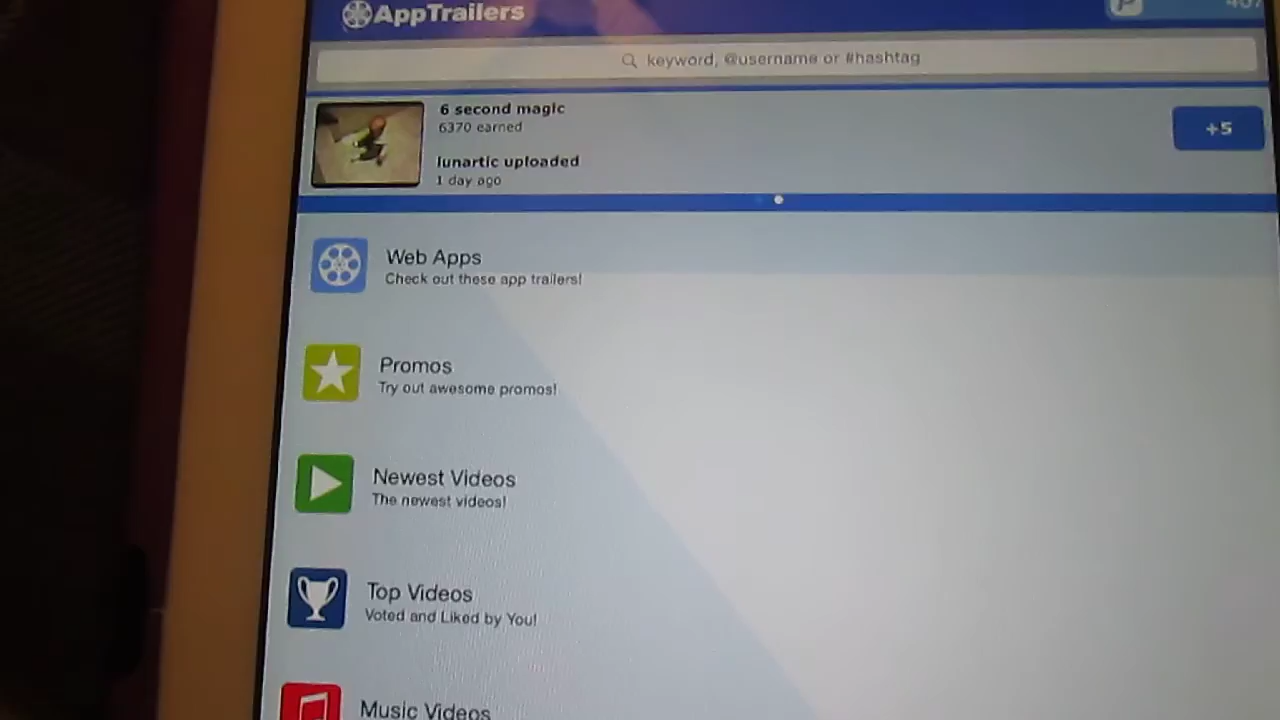 AppTrailers
keyword, @username or #hashtag
6 second magic
6370 earned
+5
lunartic uploaded
1 day ago
Web Apps
Check out these app trailers!
Promos
Try out awesome promos!
Newest Videos
The newest videos!
Top Videos
Voted and Liked by You!
Music Videos